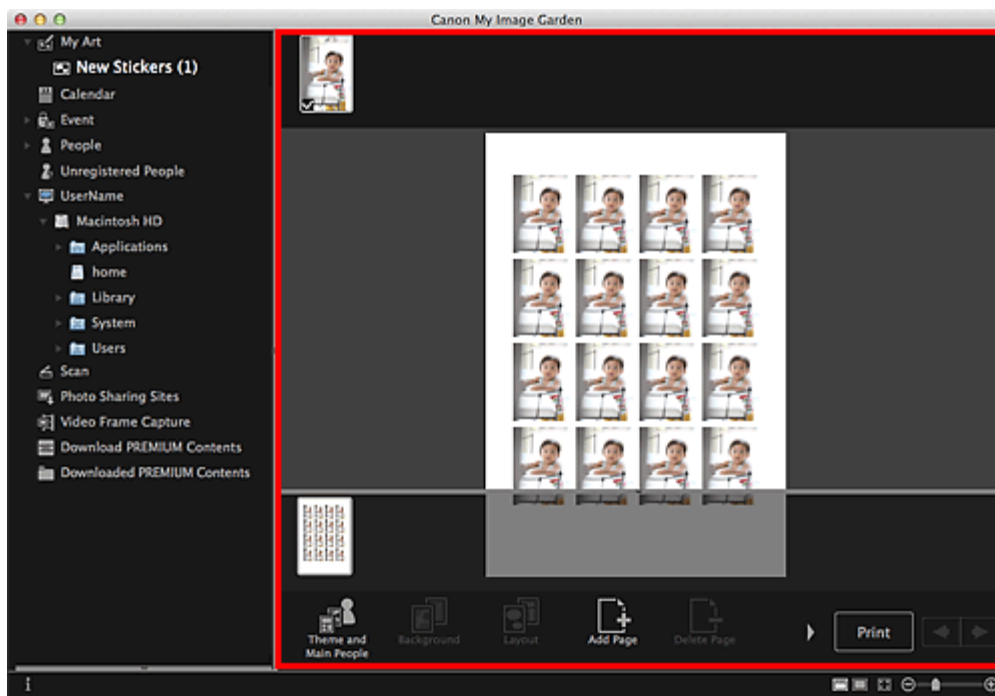 Canon My Image Garden
My Art
New Stickers (1)
Calendar
Event
People
Unregistered People
UserName
Macintosh HD
Applications
home
Library
System
Users
Scan
Photo Sharing Sites
Video Frame Capture
Download PREMIUM Contents
Downloaded PREMIUM Contents
Theme and
Main People
Background
Layout
Add Page
Delete Page
Print